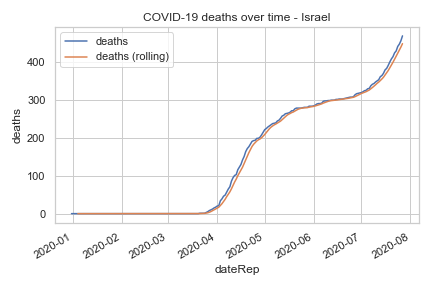 COVID-19 deaths over time - Israel
deaths
deaths (rolling)
deaths
400
300
200
100
0
2020-01
2020-02
2020-03
2020-04
2020-05
2020-06
2020-07
2020-08
dateRep